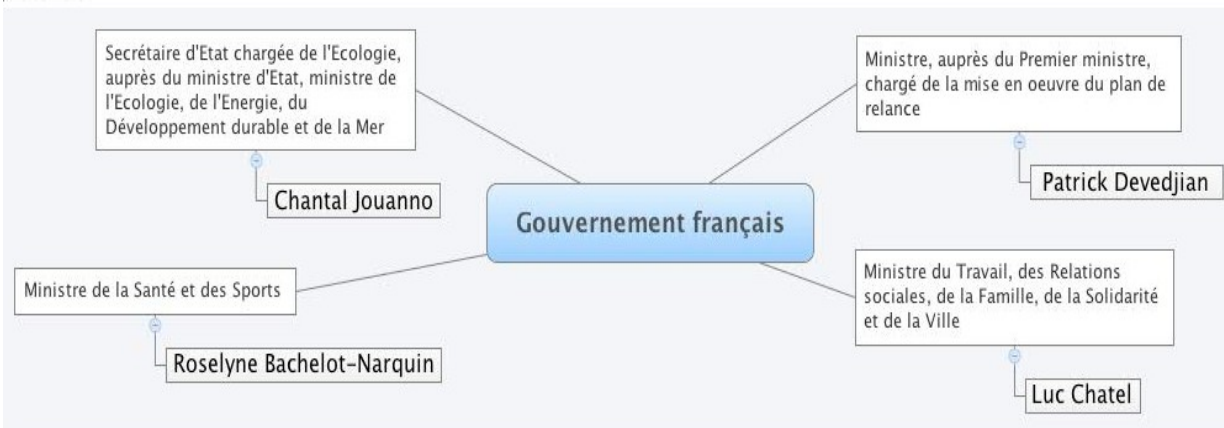 Secrétaire d'Etat chargée de l'Ecologie,
auprès du ministre d'Etat, ministre de
l'Ecologie, de l'Energie, du
Développement durable et de la Mer
Chantal Jouanno
Ministre de la Santé et des Sports
Roselyne Bachelot-Narquin
Gouvernement français
Ministre, auprès du Premier ministre,
chargé de la mise en oeuvre du plan de
relance
Patrick Devedjian
Ministre du Travail, des Relations
sociales, de la Famille, de la Solidarité
et de la Ville
Luc Chatel